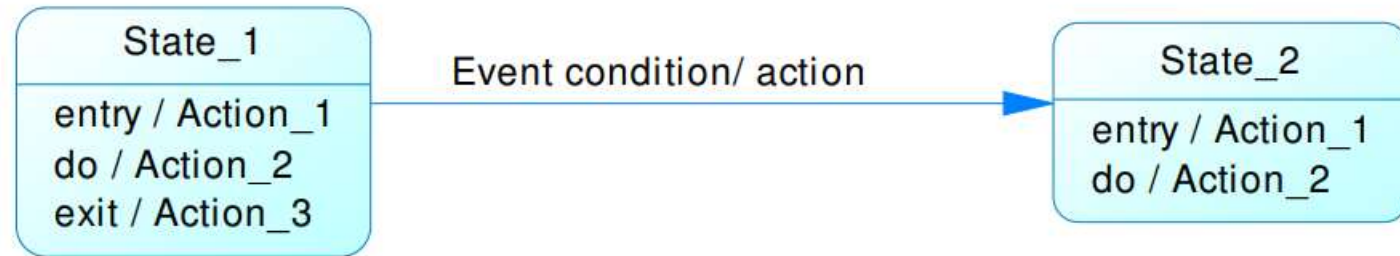 State_1
entry / Action_1
do / Action_2
exit / Action_3
Event condition/ action
State_2
entry / Action_1
do / Action_2